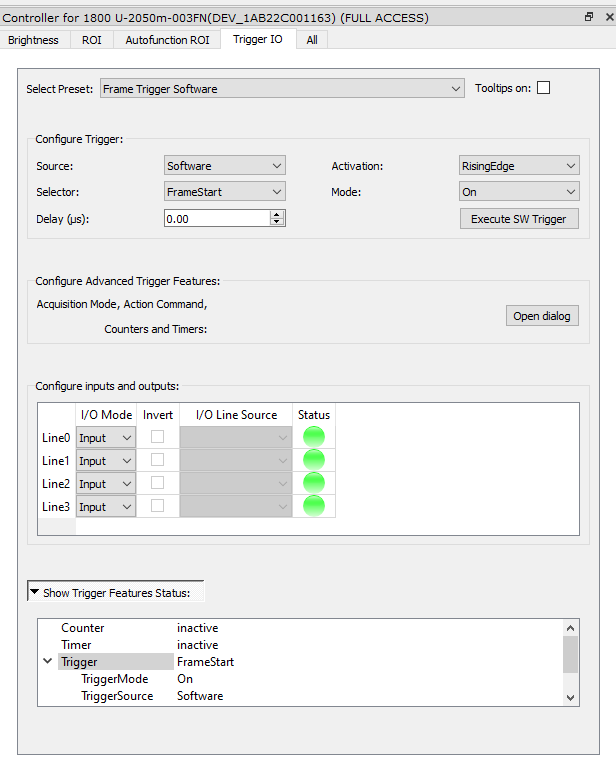 Controller for 1800 U-2050m-003FN(DEV_1AB22C001163) (FULL ACCESS)
Brightness ROI Autofunction ROI Trigger IO All
Select Preset: Frame Trigger Software Tooltips on:
Configure Trigger:
Source: Software Activation: RisingEdge
Selector: FrameStart Mode: On
Delay (µs): 0.00 Execute SW Trigger
Configure Advanced Trigger Features:
Acquisition Mode, Action Command,
Counters and Timers:
Open dialog
Configure inputs and outputs:
I/O Mode Invert I/O Line Source Status
Line0 Input
Line1 Input
Line2 Input
Line3 Input
Show Trigger Features Status:
Counter inactive
Timer inactive
Trigger FrameStart
TriggerMode On
TriggerSource Software